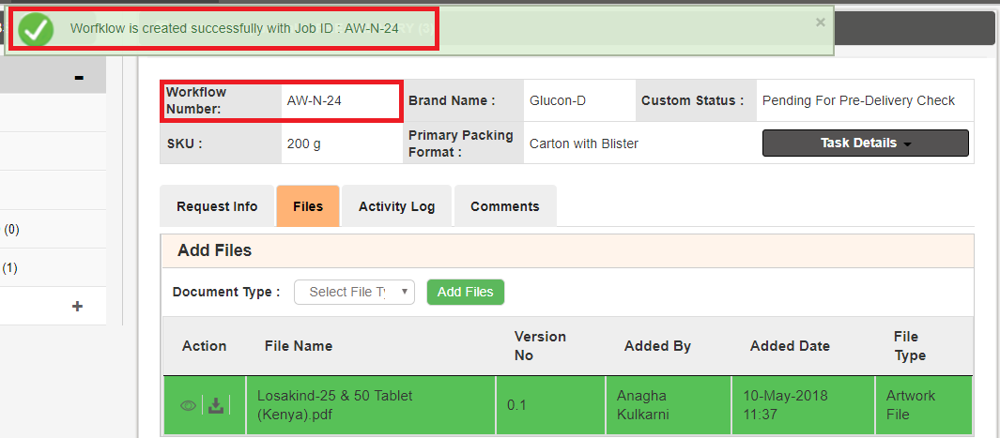 Worfklow is created successfully with Job ID : AW-N-24
×
Workflow Number:
AW-N-24
Brand Name :
Glucon-D
Custom Status :
Pending For Pre-Delivery Check
SKU :
200 g
Primary Packing Format :
Carton with Blister
Task Details
Request Info
Files
Activity Log
Comments
(0)
(1)
Add Files
Document Type :
Select File Ty
Add Files
Action
File Name
Version No
Added By
Added Date
File Type
Losakind-25 & 50 Tablet (Kenya).pdf
0.1
Anagha Kulkarni
10-May-2018 11:37
Artwork File